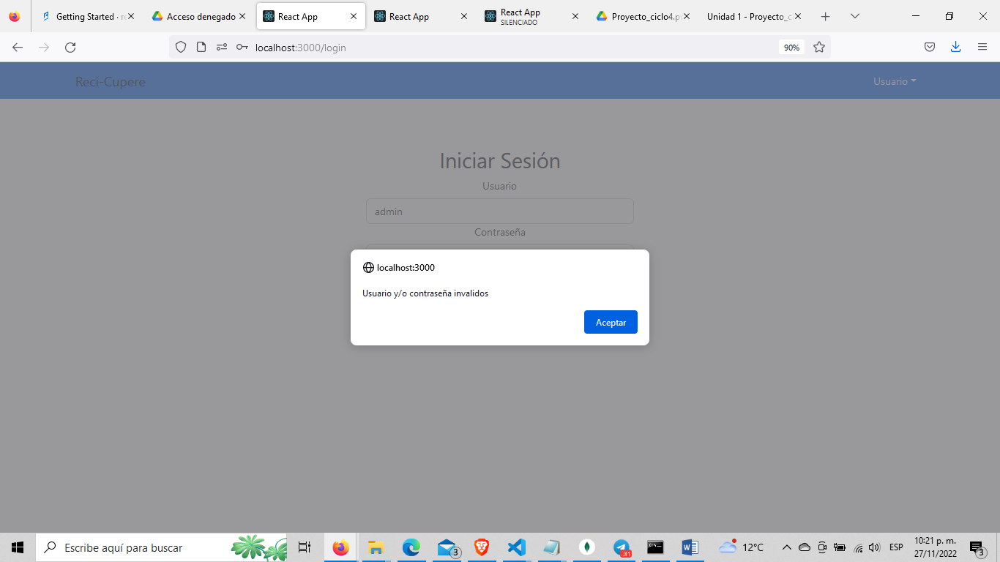 Getting Started · re
Acceso denegado
React App
React App
React App
SILENCIADO
Proyecto_ciclo4.p
Unidad 1 - Proyecto_c
localhost:3000/login
90%
Reci-Cupere
Usuario
Iniciar Sesión
Usuario
admin
Contraseña
localhost:3000
Usuario y/o contraseña invalidos
Aceptar
Escribe aquí para buscar
3
31
12°C
ESP
10:21 p. m.
27/11/2022
3